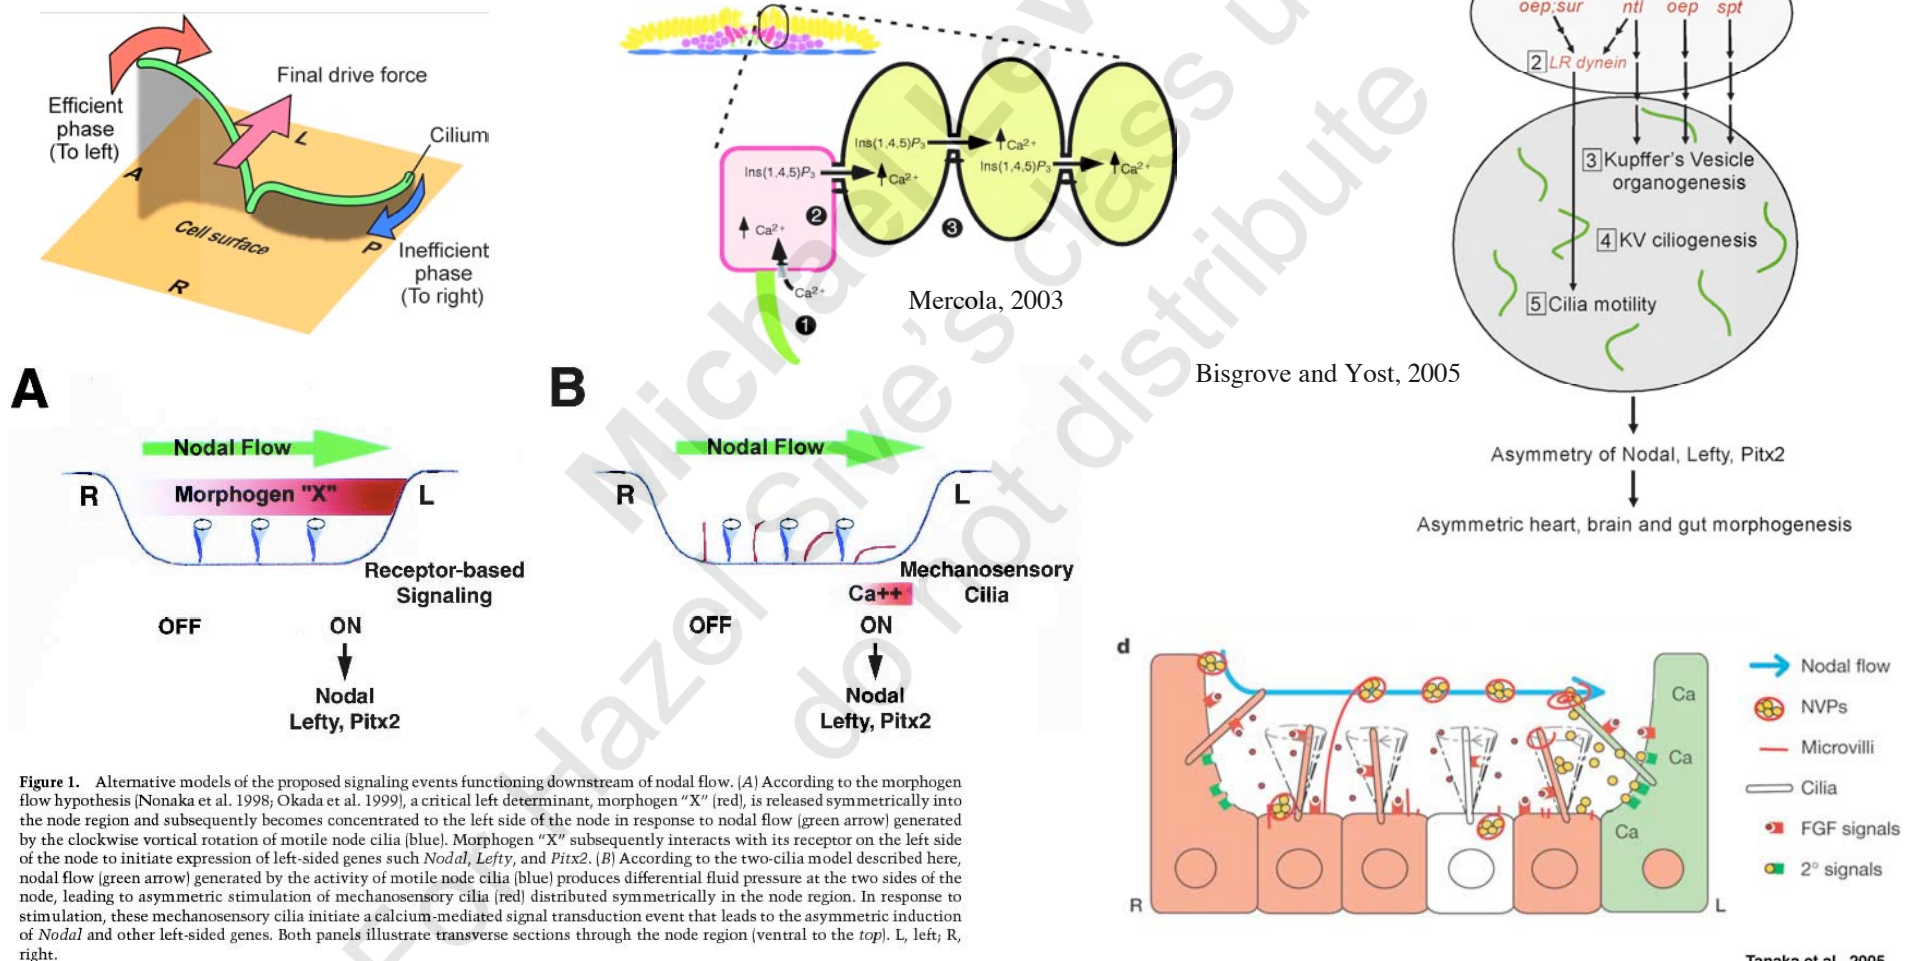 Efficient
phase
(To left)
Final drive force
Cilium
L
A
Cell surface
P
R
Inefficient
phase
(To right)
Ins(1,4,5)P₃
Ca²⁺
Ins(1,4,5)P₃
Ca²⁺
Ins(1,4,5)P₃
Ca²⁺
Ca²⁺
Ca²⁺
1
2
3
Mercola, 2003
oep;sur ntl oep spt
2 LR dynein
3 Kupffer's Vesicle
organogenesis
4 KV ciliogenesis
5 Cilia motility
Bisgrove and Yost, 2005
Asymmetry of Nodal, Lefty, Pitx2
Asymmetric heart, brain and gut morphogenesis
A
Nodal Flow
R
Morphogen "X"
L
Receptor-based
Signaling
OFF
ON
Nodal
Lefty, Pitx2
B
Nodal Flow
R
L
Mechanosensory
Cilia
Ca++
OFF
ON
Nodal
Lefty, Pitx2
Figure 1. Alternative models of the proposed signaling events functioning downstream of nodal flow. (A) According to the morphogen
flow hypothesis (Nonaka et al. 1998; Okada et al. 1999), a critical left determinant, morphogen “X” (red), is released symmetrically into
the node region and subsequently becomes concentrated to the left side of the node in response to nodal flow (green arrow) generated
by the clockwise vortical rotation of motile node cilia (blue). Morphogen “X” subsequently interacts with its receptor on the left side
of the node to initiate expression of left-sided genes such Nodal, Lefty, and Pitx2. (B) According to the two-cilia model described here,
nodal flow (green arrow) generated by the activity of motile node cilia (blue) produces differential fluid pressure at the two sides of the
node, leading to asymmetric stimulation of mechanosensory cilia (red) distributed symmetrically in the node region. In response to
stimulation, these mechanosensory cilia initiate a calcium-mediated signal transduction event that leads to the asymmetric induction
of Nodal and other left-sided genes. Both panels illustrate transverse sections through the node region (ventral to the top). L, left; R,
right.
d
Ca
Ca
Ca
R
L
Nodal flow
NVPs
Microvilli
Cilia
FGF signals
2° signals
Tanaka et al., 2005
Michael
For Hazel Sive's class
do not distribute